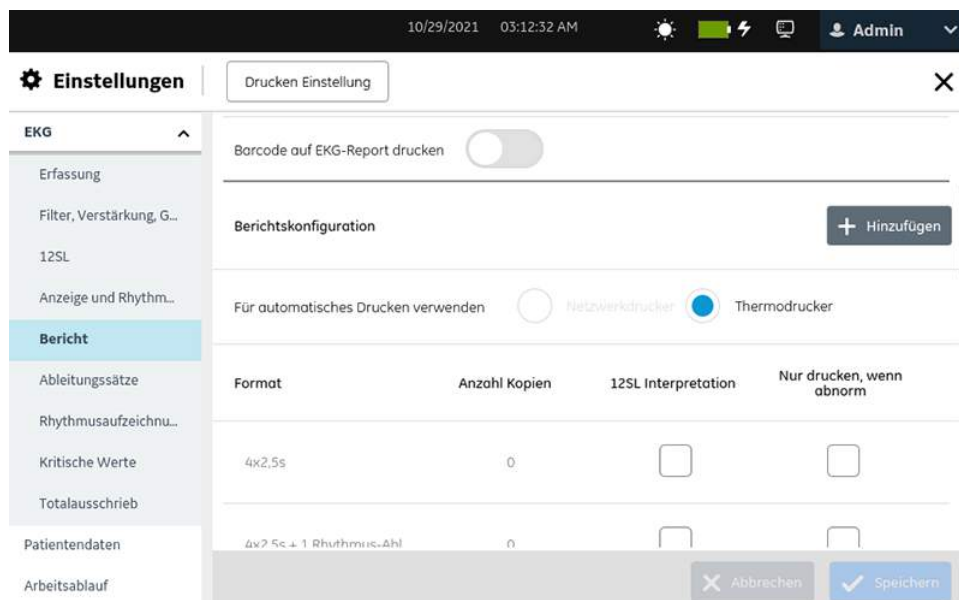 10/29/2021 03:12:32 AM
Admin
Einstellungen
Drucken Einstellung
EKG
Erfassung
Filter, Verstärkung, G...
12SL
Anzeige und Rhythm...
Bericht
Ableitungssätze
Rhythmusaufzeichnu...
Kritische Werte
Totalausschrieb
Patientendaten
Arbeitsablauf
Barcode auf EKG-Report drucken
Berichtskonfiguration
Hinzufügen
Für automatisches Drucken verwenden Netzwerkdrucker Thermodrucker
Format Anzahl Kopien 12SL Interpretation Nur drucken, wenn
abnorm
4x2,5s 0
4x2,5s + 1 Rhythmus-Abl 0
Abbrechen Speichern